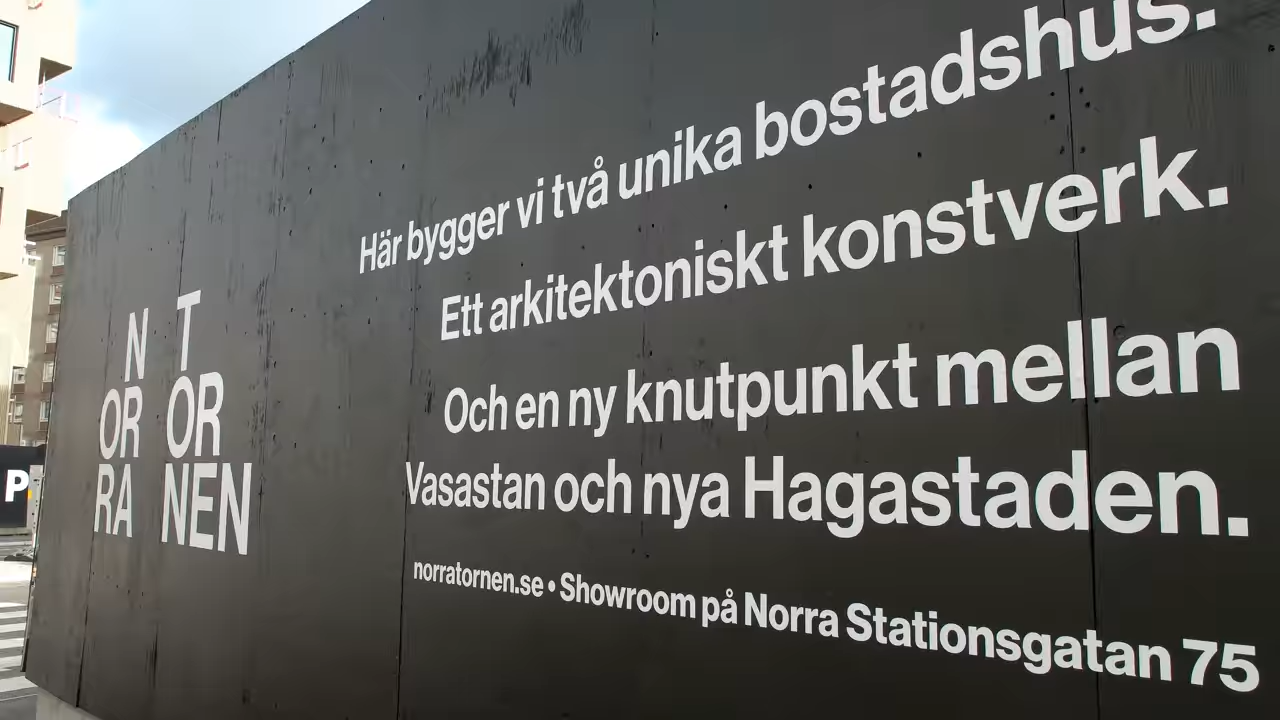 N T
OR OR
RA NEN
Här bygger vi två unika bostadshus.
Ett arkitektoniskt konstverk.
Och en ny knutpunkt mellan
Vasastan och nya Hagastaden.
norratornen.se • Showroom på Norra Stationsgatan 75
P